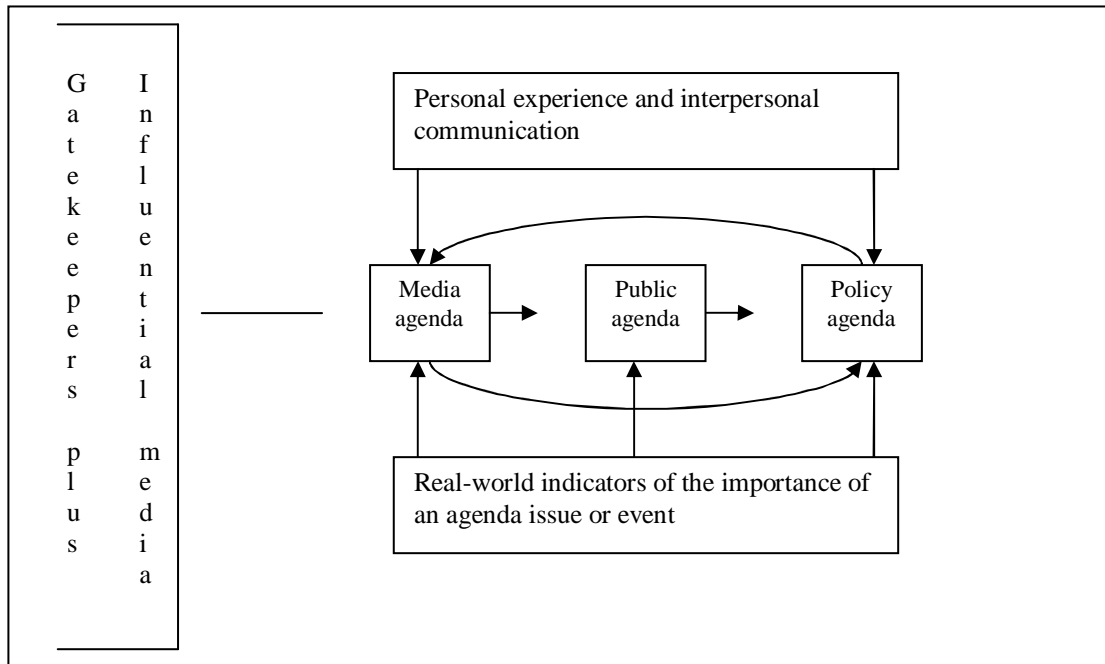 Gatekeepers plus
Influential media
Personal experience and interpersonal
communication
Media
agenda
Public
agenda
Policy
agenda
Real-world indicators of the importance of
an agenda issue or event